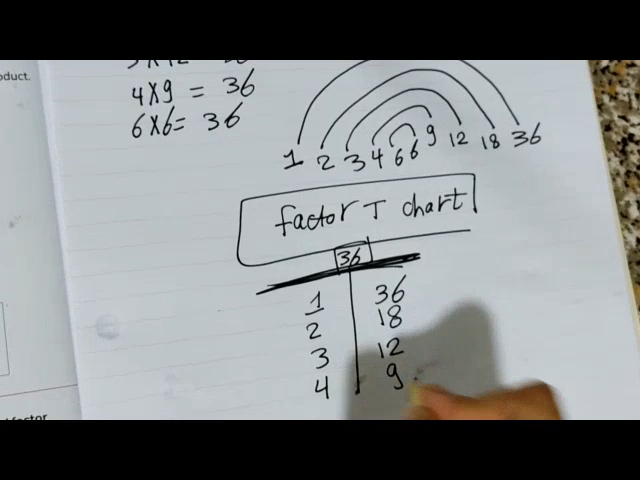 oduct.
4x9 = 36
6x6= 36
1 2 3 4 6 6 9 12 18 36
factor T chart
36
1 36
2 18
3 12
4 9
factor